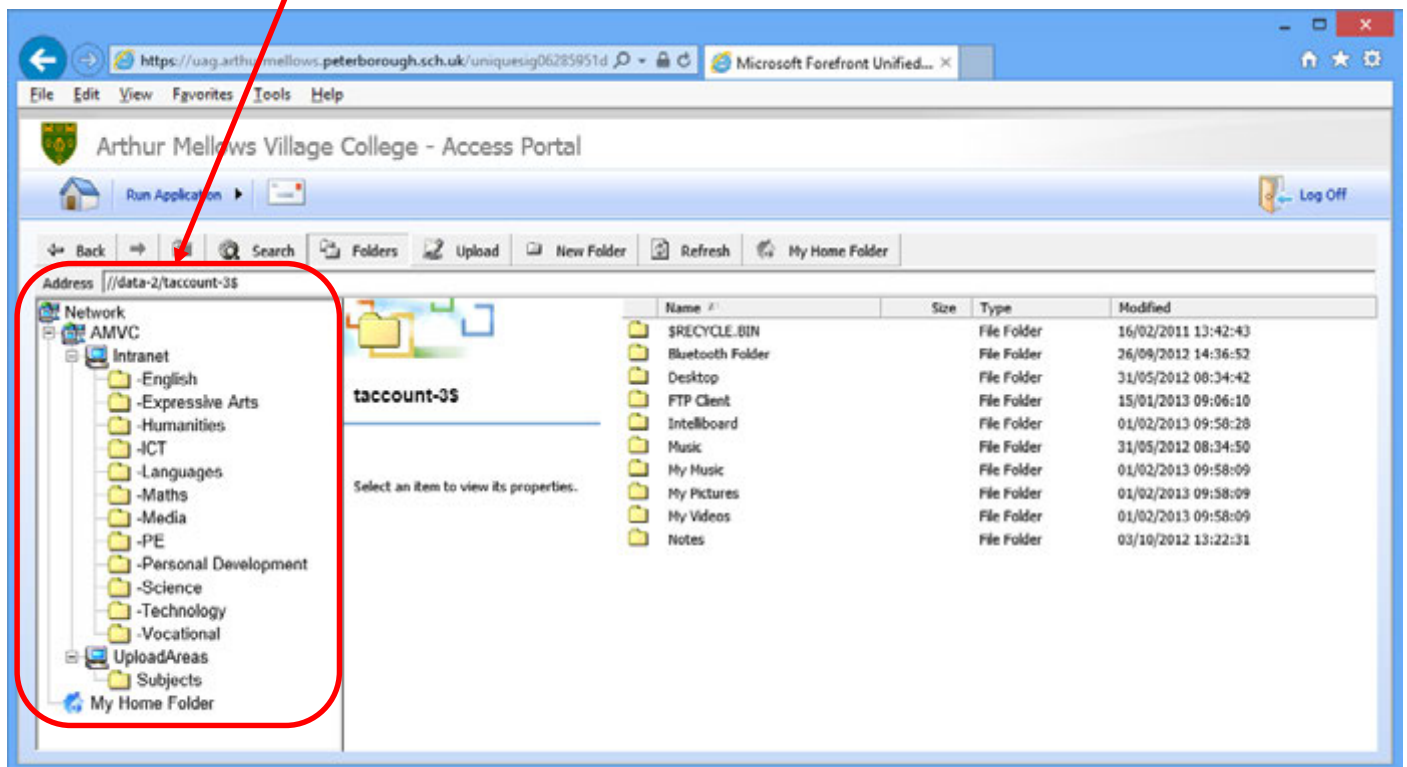 https://uag.arthurmellows.peterborough.sch.uk/uniquesig06285951d
Microsoft Forefront Unified...
File Edit View Favorites Tools Help
Arthur Mellows Village College - Access Portal
Run Application
Log Off
Back Search Folders Upload New Folder Refresh My Home Folder
Address //data-2/taccount-3$
Network
AMVC
Intranet
-English
-Expressive Arts
-Humanities
-ICT
-Languages
-Maths
-Media
-PE
-Personal Development
-Science
-Technology
-Vocational
UploadAreas
Subjects
My Home Folder
taccount-3$
Select an item to view its properties.
Name Size Type Modified
$RECYCLE.BIN File Folder 16/02/2011 13:42:43
Bluetooth Folder File Folder 26/09/2012 14:36:52
Desktop File Folder 31/05/2012 08:34:42
FTP Client File Folder 15/01/2013 09:06:10
Intelliboard File Folder 01/02/2013 09:58:28
Music File Folder 31/05/2012 08:34:50
My Music File Folder 01/02/2013 09:58:09
My Pictures File Folder 01/02/2013 09:58:09
My Videos File Folder 01/02/2013 09:58:09
Notes File Folder 03/10/2012 13:22:31